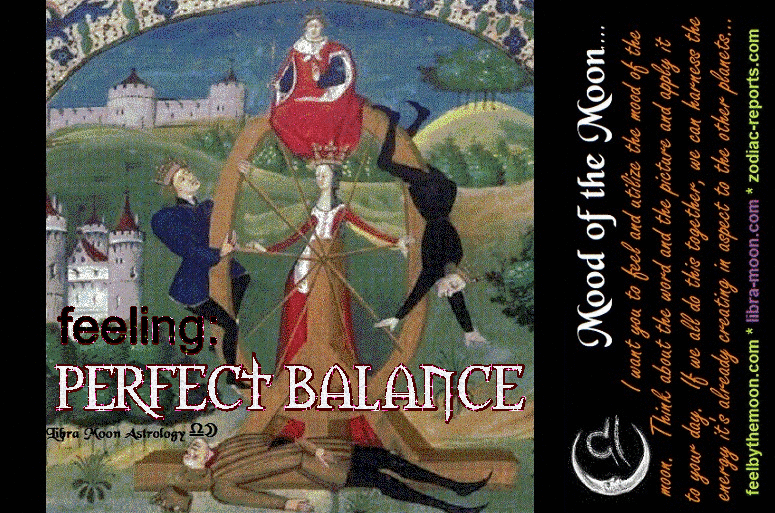 feeling:
PERFECT BALANCE
Libra Moon Astrology
Mood of the Moon....
I want you to feel and utilize the mood of the
moon. Think about the word and the picture and apply it
to your day. If we all do this together, we can harness the
energy it's already creating in aspect to the other planets...
feelbythemoon.com * libra-moon.com * zodiac-reports.com